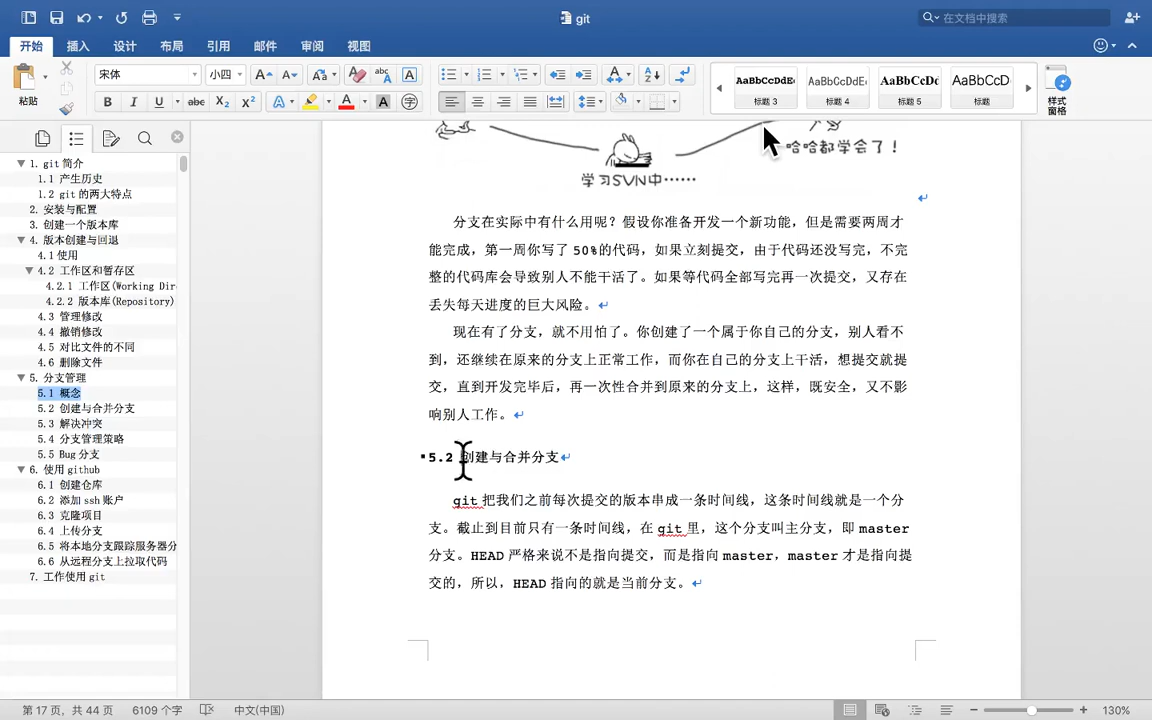 git
在文档中搜索
开始 插入 设计 布局 引用 邮件 审阅 视图
粘贴
宋体 小四
AaBbCcDdE 标题 3
AaBbCcDdE 标题 4
AaBbCcDc 标题 5
AaBbCcD 标题
样式
窗格
1. git 简介
1.1 产生历史
1.2 git 的两大特点
2. 安装与配置
3. 创建一个版本库
4. 版本创建与回退
4.1 使用
4.2 工作区和暂存区
4.2.1 工作区(Working Dir
4.2.2 版本库(Repository)
4.3 管理修改
4.4 撤销修改
4.5 对比文件的不同
4.6 删除文件
5. 分支管理
5.1 概念
5.2 创建与合并分支
5.3 解决冲突
5.4 分支管理策略
5.5 Bug 分支
6. 使用 github
6.1 创建仓库
6.2 添加 ssh 账户
6.3 克隆项目
6.4 上传分支
6.5 将本地分支跟踪服务器分
6.6 从远程分支上拉取代码
7. 工作使用 git
哈哈都学会了！
学习SVN中……
分支在实际中有什么用呢？假设你准备开发一个新功能，但是需要两周才
能完成，第一周你写了 50%的代码，如果立刻提交，由于代码还没写完，不完
整的代码库会导致别人不能干活了。如果等代码全部写完再一次提交，又存在
丢失每天进度的巨大风险。
现在有了分支，就不用怕了。你创建了一个属于你自己的分支，别人看不
到，还继续在原来的分支上正常工作，而你在自己的分支上干活，想提交就提
交，直到开发完毕后，再一次性合并到原来的分支上，这样，既安全，又不影
响别人工作。
5.2 创建与合并分支
git 把我们之前每次提交的版本串成一条时间线，这条时间线就是一个分
支。截止到目前只有一条时间线，在 git 里，这个分支叫主分支，即 master
分支。HEAD 严格来说不是指向提交，而是指向 master，master 才是指向提
交的，所以，HEAD 指向的就是当前分支。
第 17 页，共 44 页 6109 个字 中文(中国) 130%